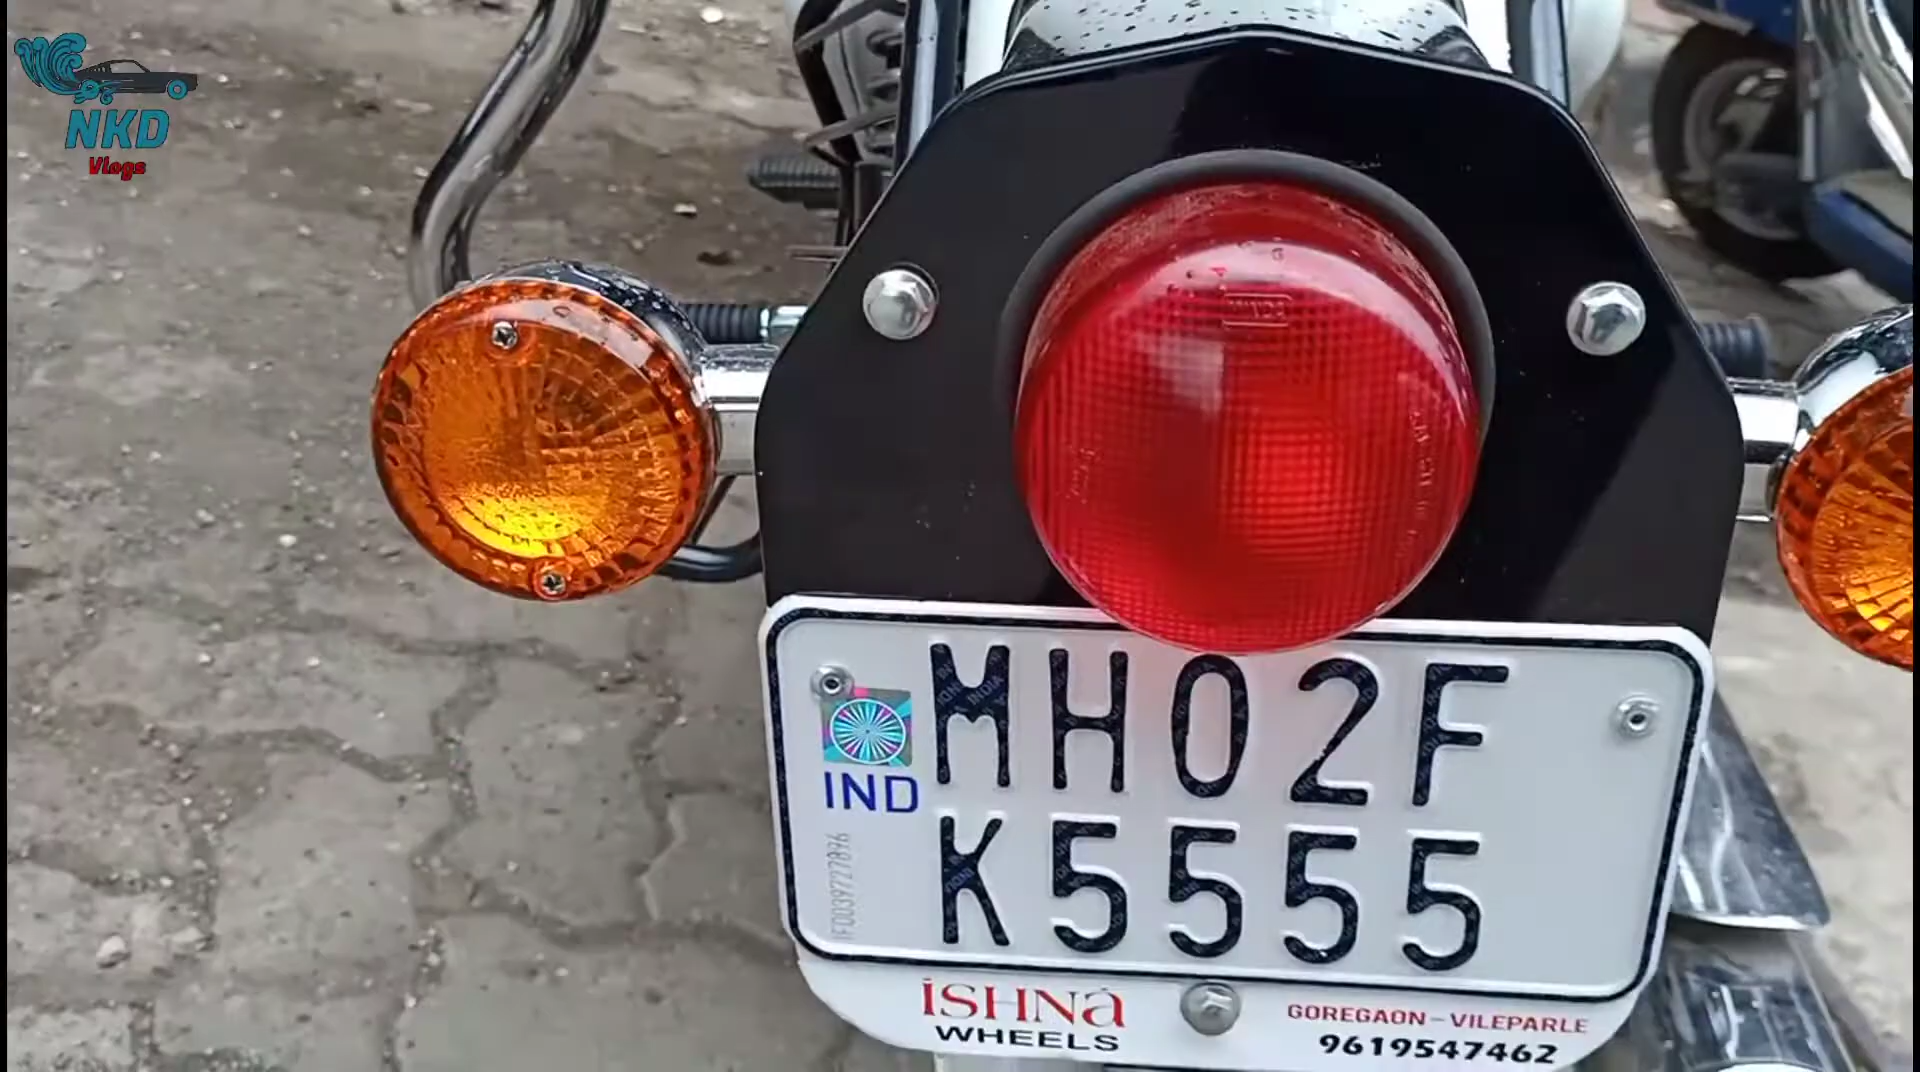 NKD
Vlogs
MH02F
IND
K5555
ISHNA
WHEELS
GOREGAON-VILEPARLE
9619547462